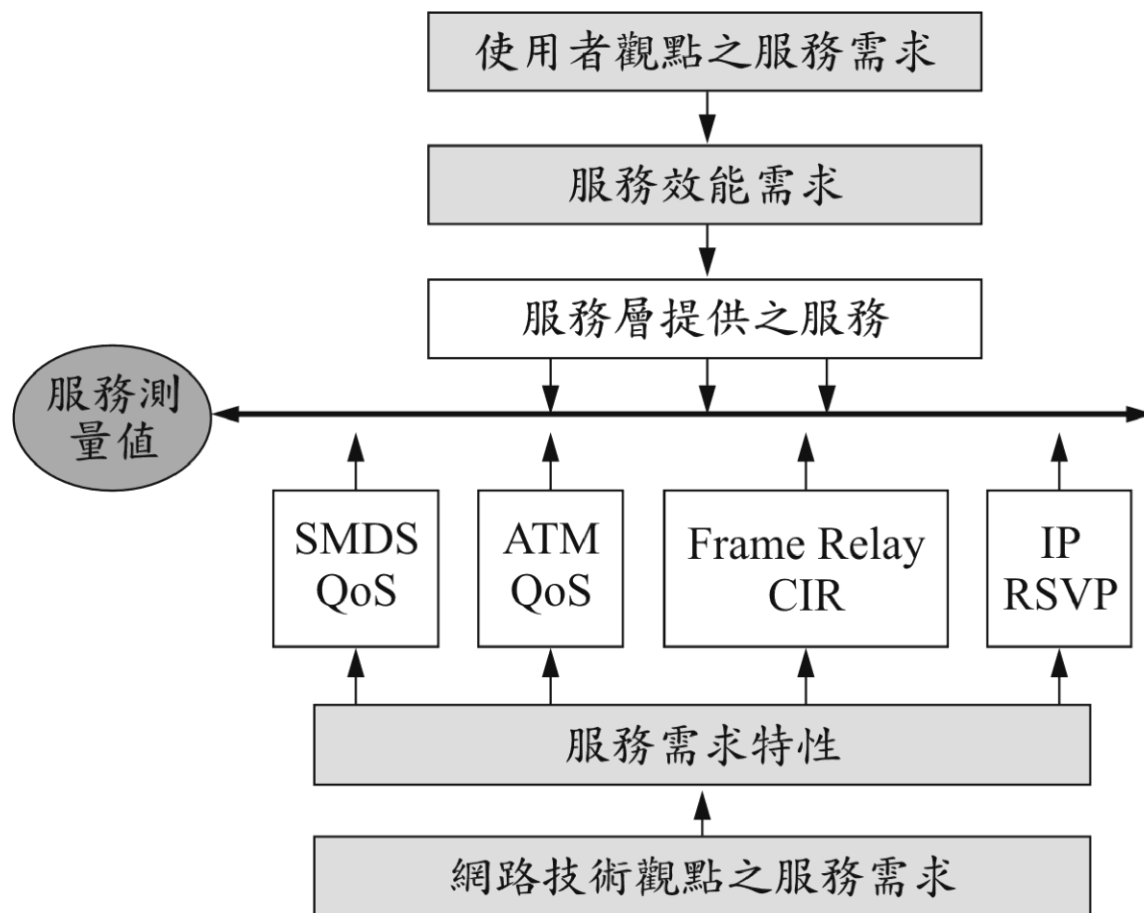 使用者觀點之服務需求
服務效能需求
服務層提供之服務
服務測
量值
SMDS
QoS
ATM
QoS
Frame Relay
CIR
IP
RSVP
服務需求特性
網路技術觀點之服務需求